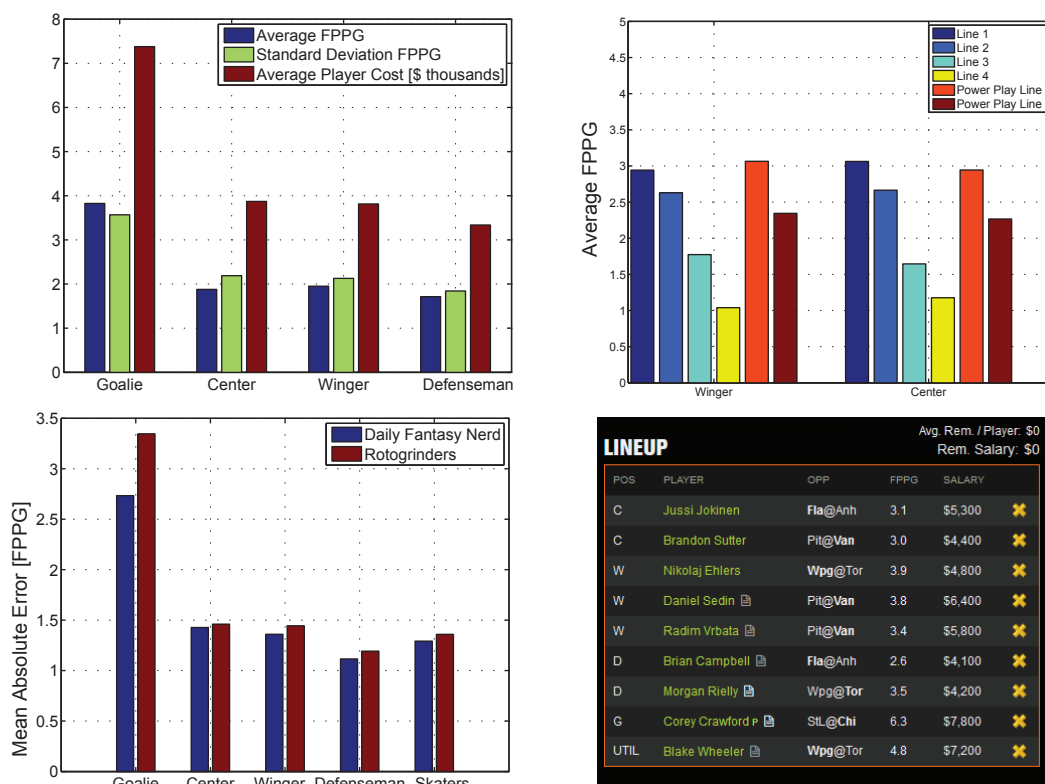 8
7
6
5
4
3
2
1
0
Average FPPG
Standard Deviation FPPG
Average Player Cost [$ thousands]
Goalie Center Winger Defenseman
Average FPPG
5
4.5
4
3.5
3
2.5
2
1.5
1
0.5
0
Line 1
Line 2
Line 3
Line 4
Power Play Line
Power Play Line
Winger Center
Mean Absolute Error [FPPG]
3.5
3
2.5
2
1.5
1
0.5
0
Daily Fantasy Nerd
Rotogrinders
Goalie Center Winger Defenseman Skaters
Avg. Rem. / Player: $0
LINEUP Rem. Salary: $0
POS PLAYER OPP FPPG SALARY
C Jussi Jokinen Fla@Anh 3.1 $5,300
C Brandon Sutter Pit@Van 3.0 $4,400
W Nikolaj Ehlers Wpg@Tor 3.9 $4,800
W Daniel Sedin Pit@Van 3.8 $6,400
W Radim Vrbata Pit@Van 3.4 $5,800
D Brian Campbell Fla@Anh 2.6 $4,100
D Morgan Rielly Wpg@Tor 3.5 $4,200
G Corey Crawford P StL@Chi 6.3 $7,800
UTIL Blake Wheeler Wpg@Tor 4.8 $7,200